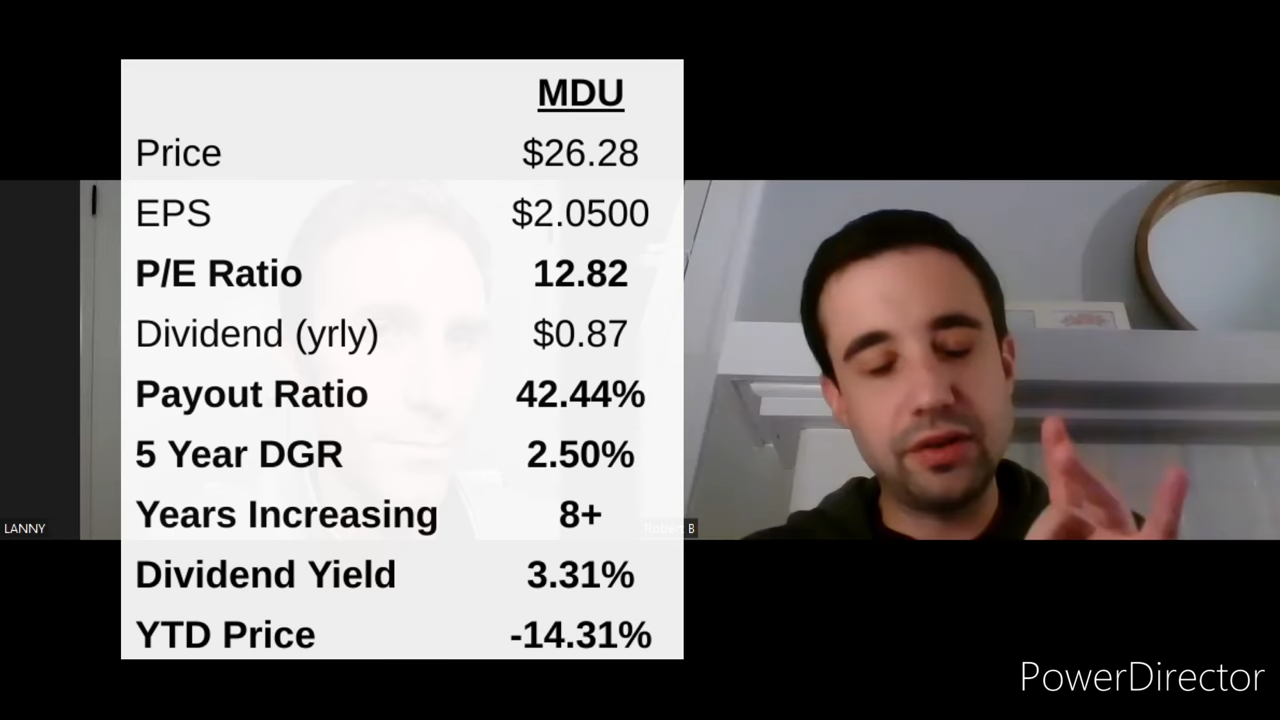 MDU
Price $26.28
EPS $2.0500
P/E Ratio 12.82
Dividend (yrly) $0.87
Payout Ratio 42.44%
5 Year DGR 2.50%
Years Increasing 8+
Dividend Yield 3.31%
YTD Price -14.31%
LANNY
Robert B
PowerDirector